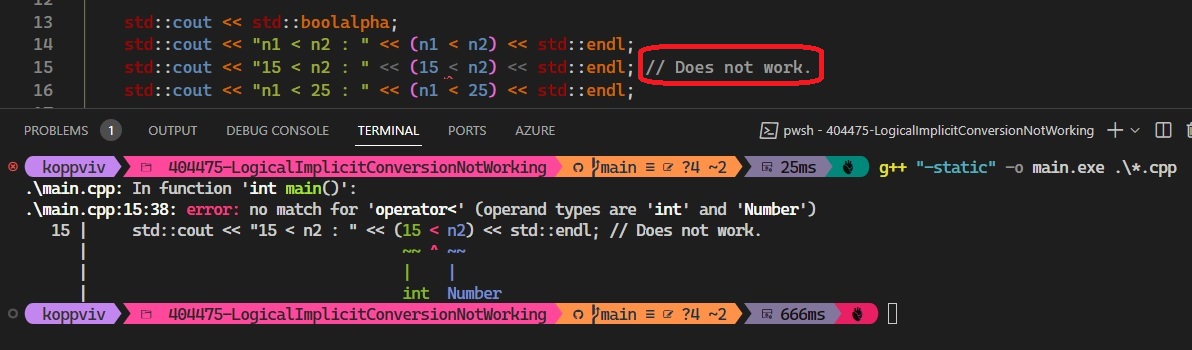 12
13 std::cout << std::boolalpha;
14 std::cout << "n1 < n2 : " << (n1 < n2) << std::endl;
15 std::cout << "15 < n2 : " << (15 < n2) << std::endl; // Does not work.
16 std::cout << "n1 < 25 : " << (n1 < 25) << std::endl;
PROBLEMS 1 OUTPUT DEBUG CONSOLE TERMINAL PORTS AZURE pwsh - 404475-LogicalImplicitConversionNotWorking
koppviv 404475-LogicalImplicitConversionNotWorking main ≡ ?4 ~2 25ms g++ "-static" -o main.exe .\*.cpp
.\main.cpp: In function 'int main()':
.\main.cpp:15:38: error: no match for 'operator<' (operand types are 'int' and 'Number')
15 | std::cout << "15 < n2 : " << (15 < n2) << std::endl; // Does not work.
| ~~ ^ ~~
| | |
| int Number
koppviv 404475-LogicalImplicitConversionNotWorking main ≡ ?4 ~2 666ms